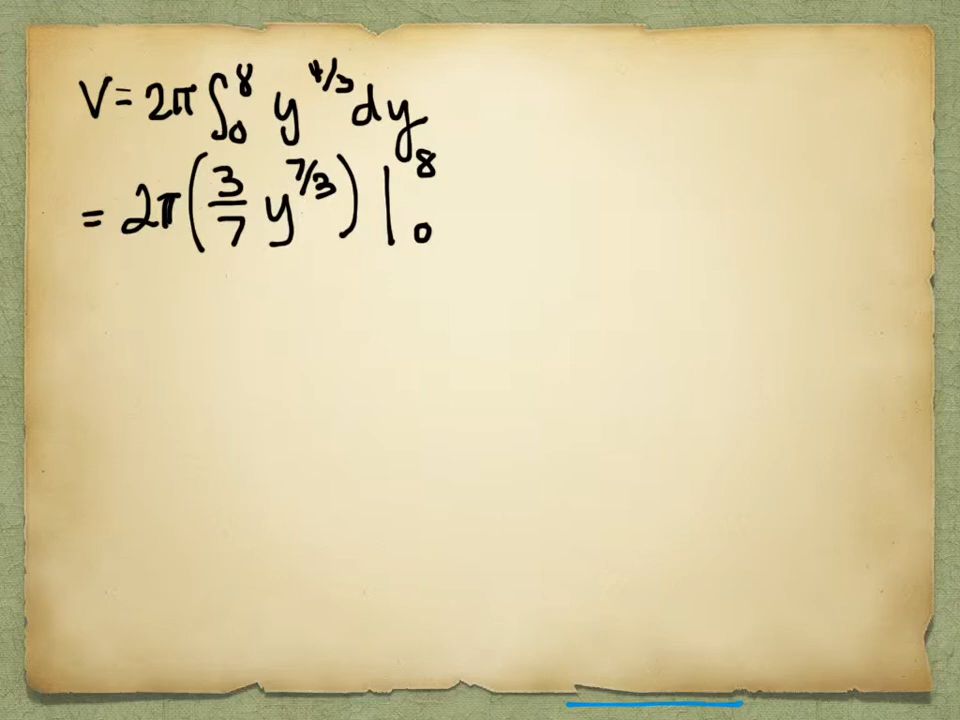 V = 2π ∫₀⁸ y^{4/3} dy
= 2π (3/7 y^{7/3}) |₀⁸